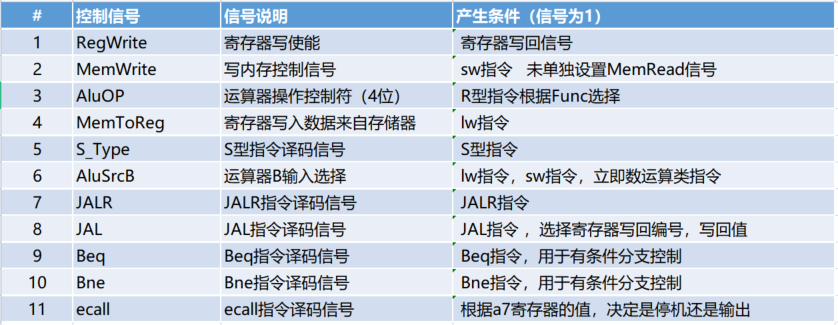 # 控制信号 信号说明 产生条件（信号为1）
1 RegWrite 寄存器写使能 寄存器写回信号
2 MemWrite 写内存控制信号 sw指令 未单独设置MemRead信号
3 AluOP 运算器操作控制符（4位） R型指令根据Func选择
4 MemToReg 寄存器写入数据来自存储器 lw指令
5 S_Type S型指令译码信号 S型指令
6 AluSrcB 运算器B输入选择 lw指令，sw指令，立即数运算类指令
7 JALR JALR指令译码信号 JALR指令
8 JAL JAL指令译码信号 JAL指令 ，选择寄存器写回编号，写回值
9 Beq Beq指令译码信号 Beq指令，用于有条件分支控制
10 Bne Bne指令译码信号 Bne指令，用于有条件分支控制
11 ecall ecall指令译码信号 根据a7寄存器的值，决定是停机还是输出